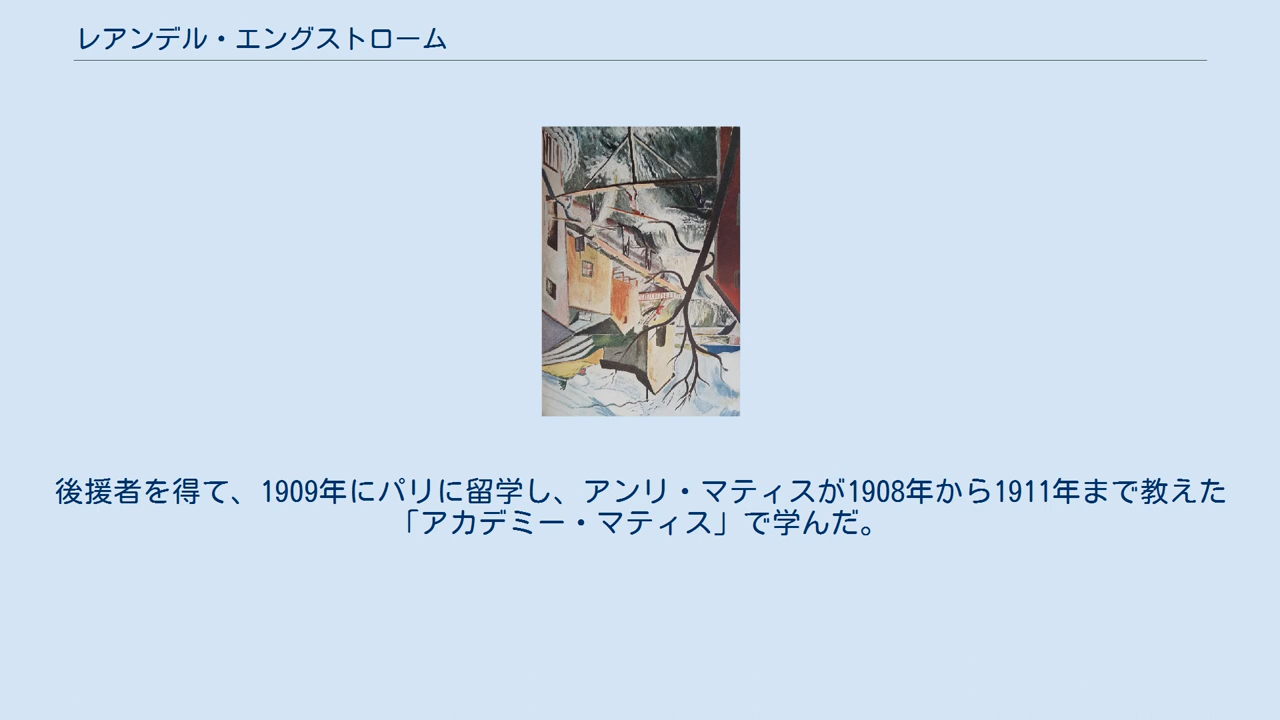 レアンデル・エングストローム
後援者を得て、1909年にパリに留学し、アンリ・マティスが1908年から1911年まで教えた
「アカデミー・マティス」で学んだ。